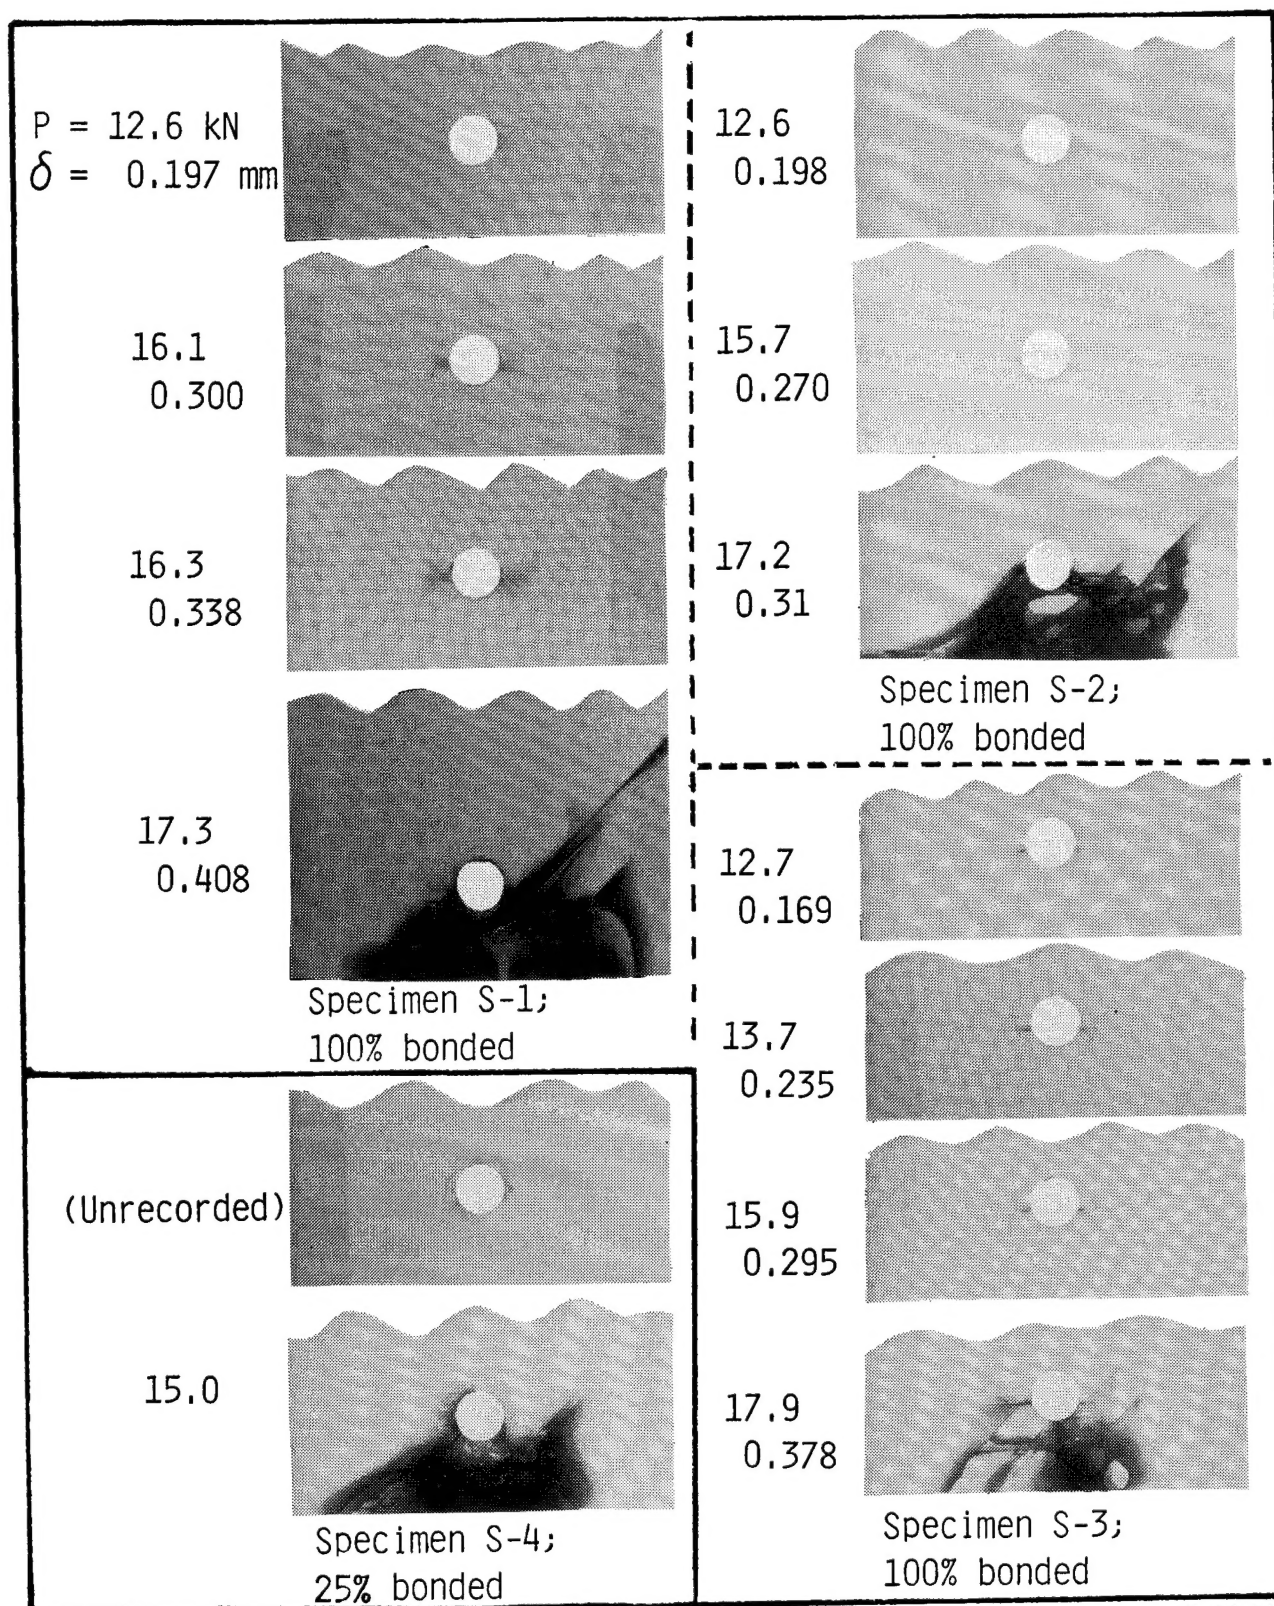 P = 12.6 kN
δ = 0.197 mm
16.1
0.300
16.3
0.338
17.3
0.408
Specimen S-1;
100% bonded
12.6
0.198
15.7
0.270
17.2
0.31
Specimen S-2;
100% bonded
12.7
0.169
13.7
0.235
15.9
0.295
17.9
0.378
Specimen S-3;
100% bonded
(Unrecorded)
15.0
Specimen S-4;
25% bonded